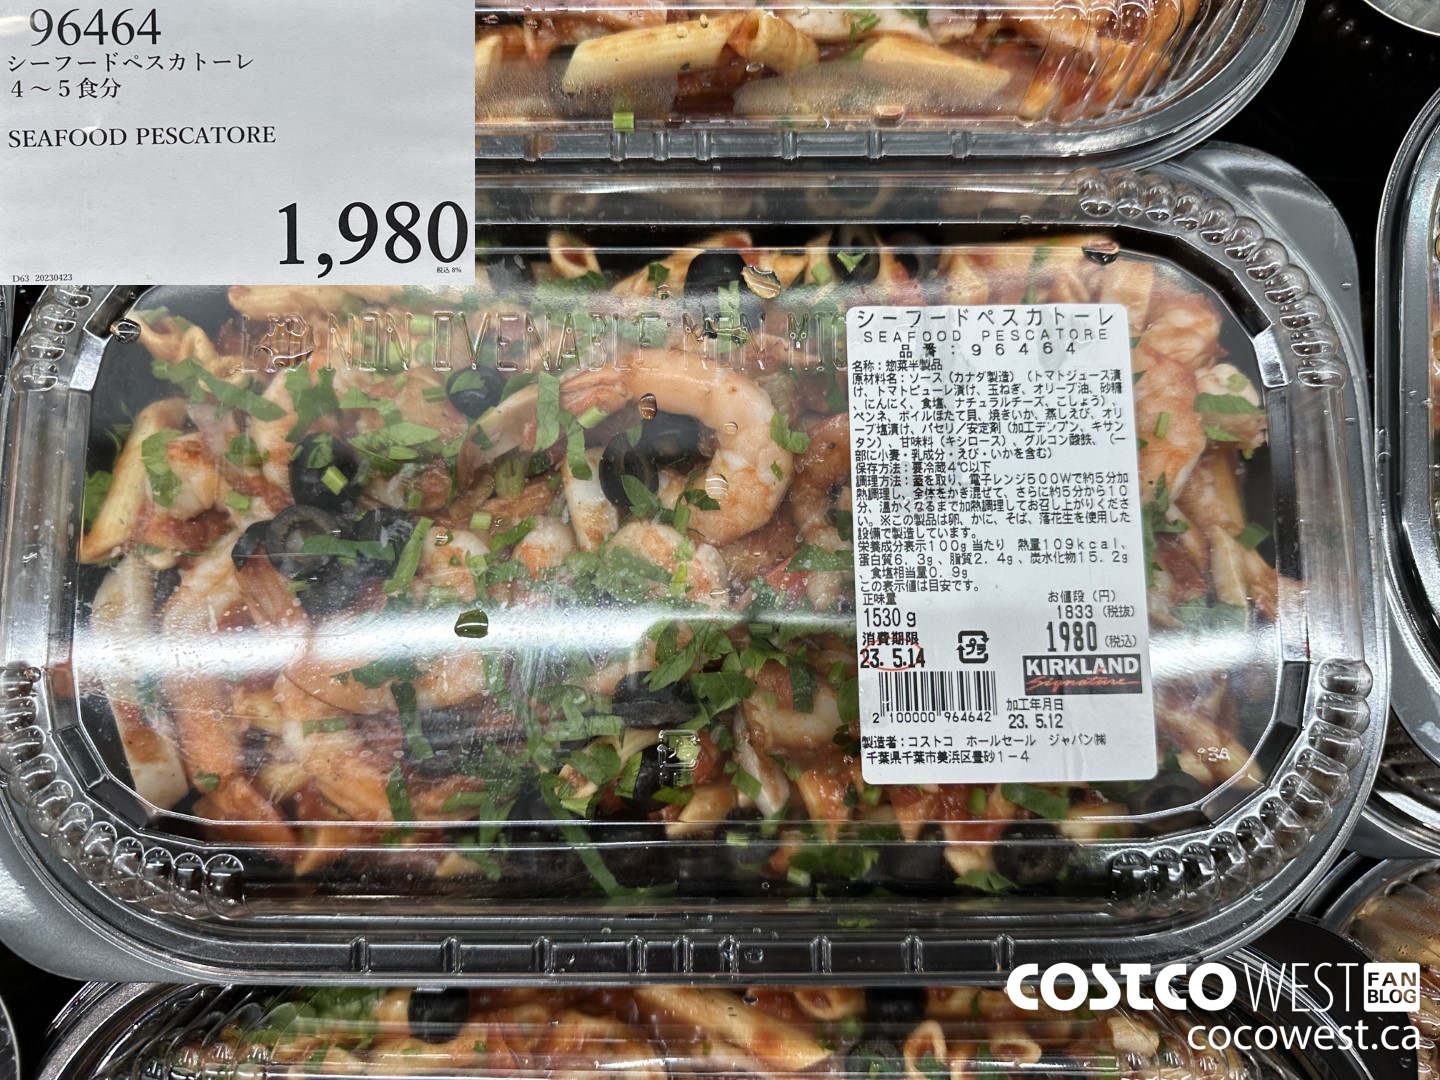 96464
シーフードペスカトーレ
4～5食分
SEAFOOD PESCATORE
1,980
税込 8%
D63 20230423
LID NON OVENABLE NON MIC
シーフードペスカトーレ
SEAFOOD PESCATORE
品番：96464
名称：惣菜半製品
原材料名：ソース（カナダ製造）（トマトジュース漬
け、トマトピューレ漬け、玉ねぎ、オリーブ油、砂糖
、にんにく、食塩、ナチュラルチーズ、こしょう）、
ペンネ、ボイルほたて貝、焼きいか、蒸しえび、オリ
ーブ塩漬け、パセリ／安定剤（加工デンプン、キサン
タン）、甘味料（キシロース）、グルコン酸鉄、（一
部に小麦・乳成分・えび・いかを含む）
保存方法：要冷蔵4℃以下
調理方法：蓋を取り、電子レンジ500Wで約5分加
熱調理し、全体をかき混ぜて、さらに約5分から10
分、温かくなるまで加熱調理してお召し上がりくださ
い。※この製品は卵、かに、そば、落花生を使用した
設備で製造しています。
栄養成分表示100g当たり 熱量109kcal、
蛋白質6.3g、脂質2.4g、炭水化物15.2g
、食塩相当量0.9g
この表示値は目安です。
正味量 お値段（円）
1530g 1833（税抜）
消費期限 1980（税込）
23.5.14 プラ
KIRKLAND
Signature
2 100000 964642
加工年月日
23.5.12
製造者：コストコ ホールセール ジャパン㈱
千葉県千葉市美浜区豊砂1-4
COSTCO WEST FAN BLOG
cocowest.ca